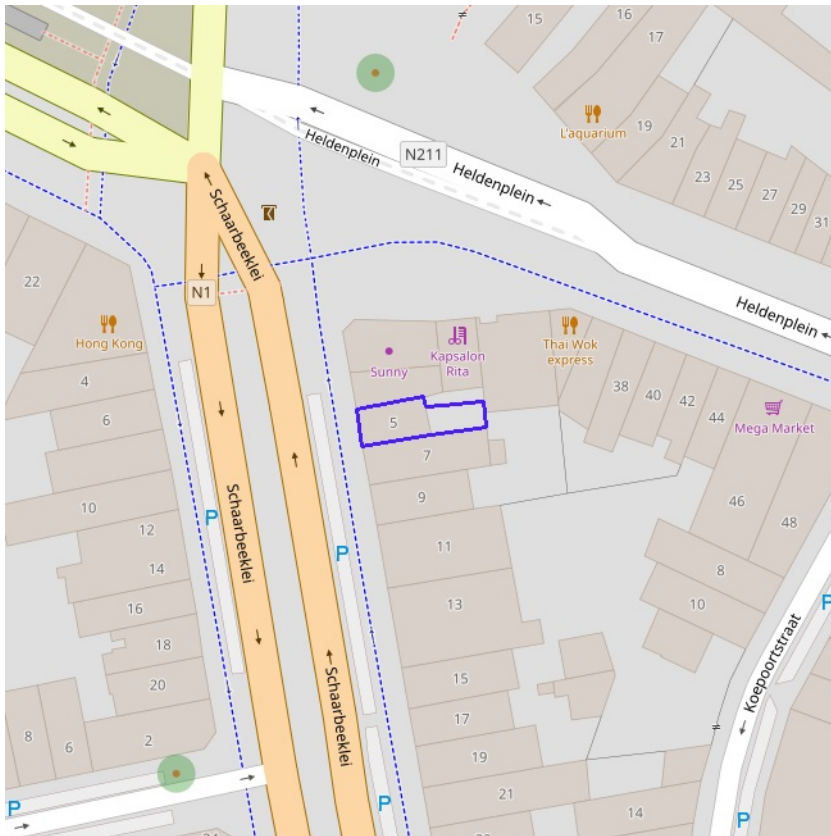 15
16
17
L'aquarium
19
21
23
25
27
29
31
Heldenplein
N211
Heldenplein
Heldenplein
Schaarbeeklei
N1
22
Hong Kong
4
6
10
12
14
16
18
20
2
8
6
P
Schaarbeeklei
P
Schaarbeeklei
P
P
Sunny
Kapsalon
Rita
Thai Wok
express
38
40
42
44
Mega Market
46
48
5
7
9
11
13
15
17
19
21
8
10
14
Koepoortstraat
P
P